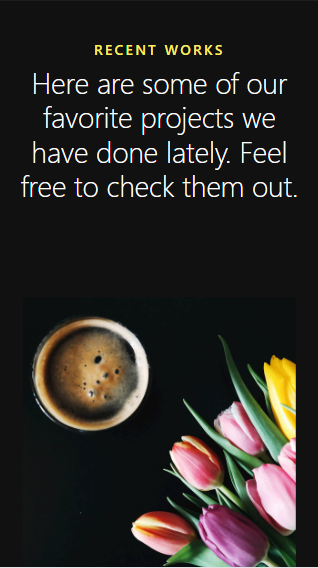 RECENT WORKS
Here are some of our
favorite projects we
have done lately. Feel
free to check them out.